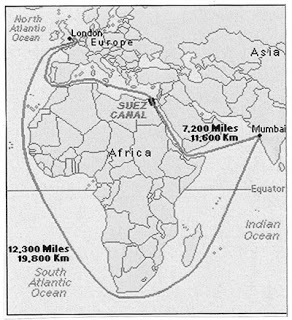 North
Atlantic
Ocean
London
Europe
Asia
SUEZ
CANAL
7,200 Miles
11,600 Km
Mumbai
Africa
Equator
Indian
Ocean
12,300 Miles
19,800 Km
South
Atlantic
Ocean